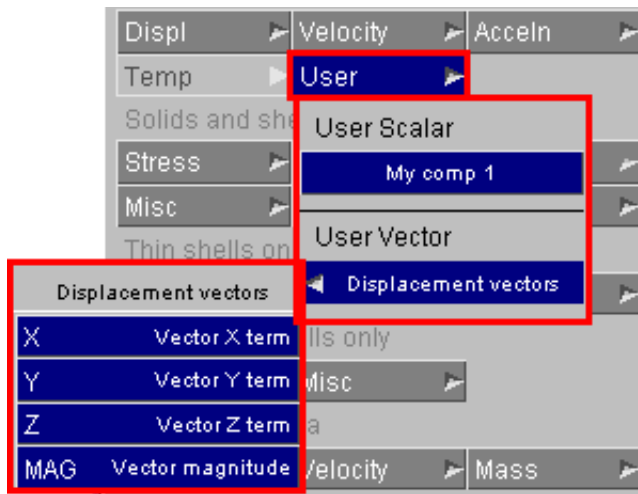 Displ Velocity Acceln
Temp User
Solids and she
User Scalar
Stress
My comp 1
Misc
User Vector
Thin shells on
Displacement vectors
Displacement vectors
X Vector X term
lls only
Y Vector Y term
Misc
Z Vector Z term
a
MAG Vector magnitude
Velocity Mass